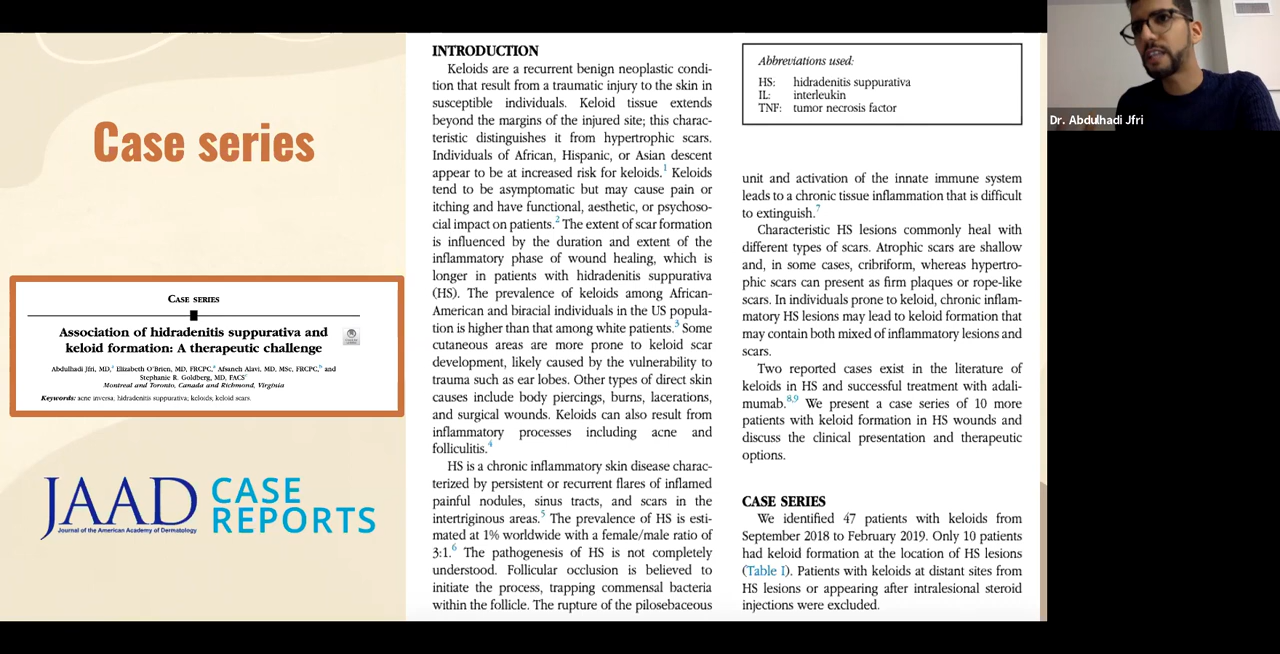 Case series
CASE SERIES
Association of hidradenitis suppurativa and
keloid formation: A therapeutic challenge
Abdulhadi Jfri, MD,a Elizabeth O'Brien, MD, FRCPC,a Afsaneh Alavi, MD, MSc, FRCPC,b and
Stephanie R. Goldberg, MD, FACSc
Montreal and Toronto, Canada and Richmond, Virginia
Keywords: acne inversa, hidradenitis suppurativa; keloids, keloid scars.
JAAD CASE
REPORTS
Journal of the American Academy of Dermatology
INTRODUCTION
Keloids are a recurrent benign neoplastic condi-
tion that result from a traumatic injury to the skin in
susceptible individuals. Keloid tissue extends
beyond the margins of the injured site; this charac-
teristic distinguishes it from hypertrophic scars.
Individuals of African, Hispanic, or Asian descent
appear to be at increased risk for keloids.1 Keloids
tend to be asymptomatic but may cause pain or
itching and have functional, aesthetic, or psychoso-
cial impact on patients.2 The extent of scar formation
is influenced by the duration and extent of the
inflammatory phase of wound healing, which is
longer in patients with hidradenitis suppurativa
(HS). The prevalence of keloids among African-
American and biracial individuals in the US popula-
tion is higher than that among white patients.3 Some
cutaneous areas are more prone to keloid scar
development, likely caused by the vulnerability to
trauma such as ear lobes. Other types of direct skin
causes include body piercings, burns, lacerations,
and surgical wounds. Keloids can also result from
inflammatory processes including acne and
folliculitis.4
HS is a chronic inflammatory skin disease charac-
terized by persistent or recurrent flares of inflamed
painful nodules, sinus tracts, and scars in the
intertriginous areas.5 The prevalence of HS is esti-
mated at 1% worldwide with a female/male ratio of
3:1.6 The pathogenesis of HS is not completely
understood. Follicular occlusion is believed to
initiate the process, trapping commensal bacteria
within the follicle. The rupture of the pilosebaceous
Abbreviations used:
HS: hidradenitis suppurativa
IL: interleukin
TNF: tumor necrosis factor
unit and activation of the innate immune system
leads to a chronic tissue inflammation that is difficult
to extinguish.7
Characteristic HS lesions commonly heal with
different types of scars. Atrophic scars are shallow
and, in some cases, cribriform, whereas hypertro-
phic scars can present as firm plaques or rope-like
scars. In individuals prone to keloid, chronic inflam-
matory HS lesions may lead to keloid formation that
may contain both mixed of inflammatory lesions and
scars.
Two reported cases exist in the literature of
keloids in HS and successful treatment with adali-
mumab.8,9 We present a case series of 10 more
patients with keloid formation in HS wounds and
discuss the clinical presentation and therapeutic
options.
CASE SERIES
We identified 47 patients with keloids from
September 2018 to February 2019. Only 10 patients
had keloid formation at the location of HS lesions
(Table I). Patients with keloids at distant sites from
HS lesions or appearing after intralesional steroid
injections were excluded.
Dr. Abdulhadi Jfri